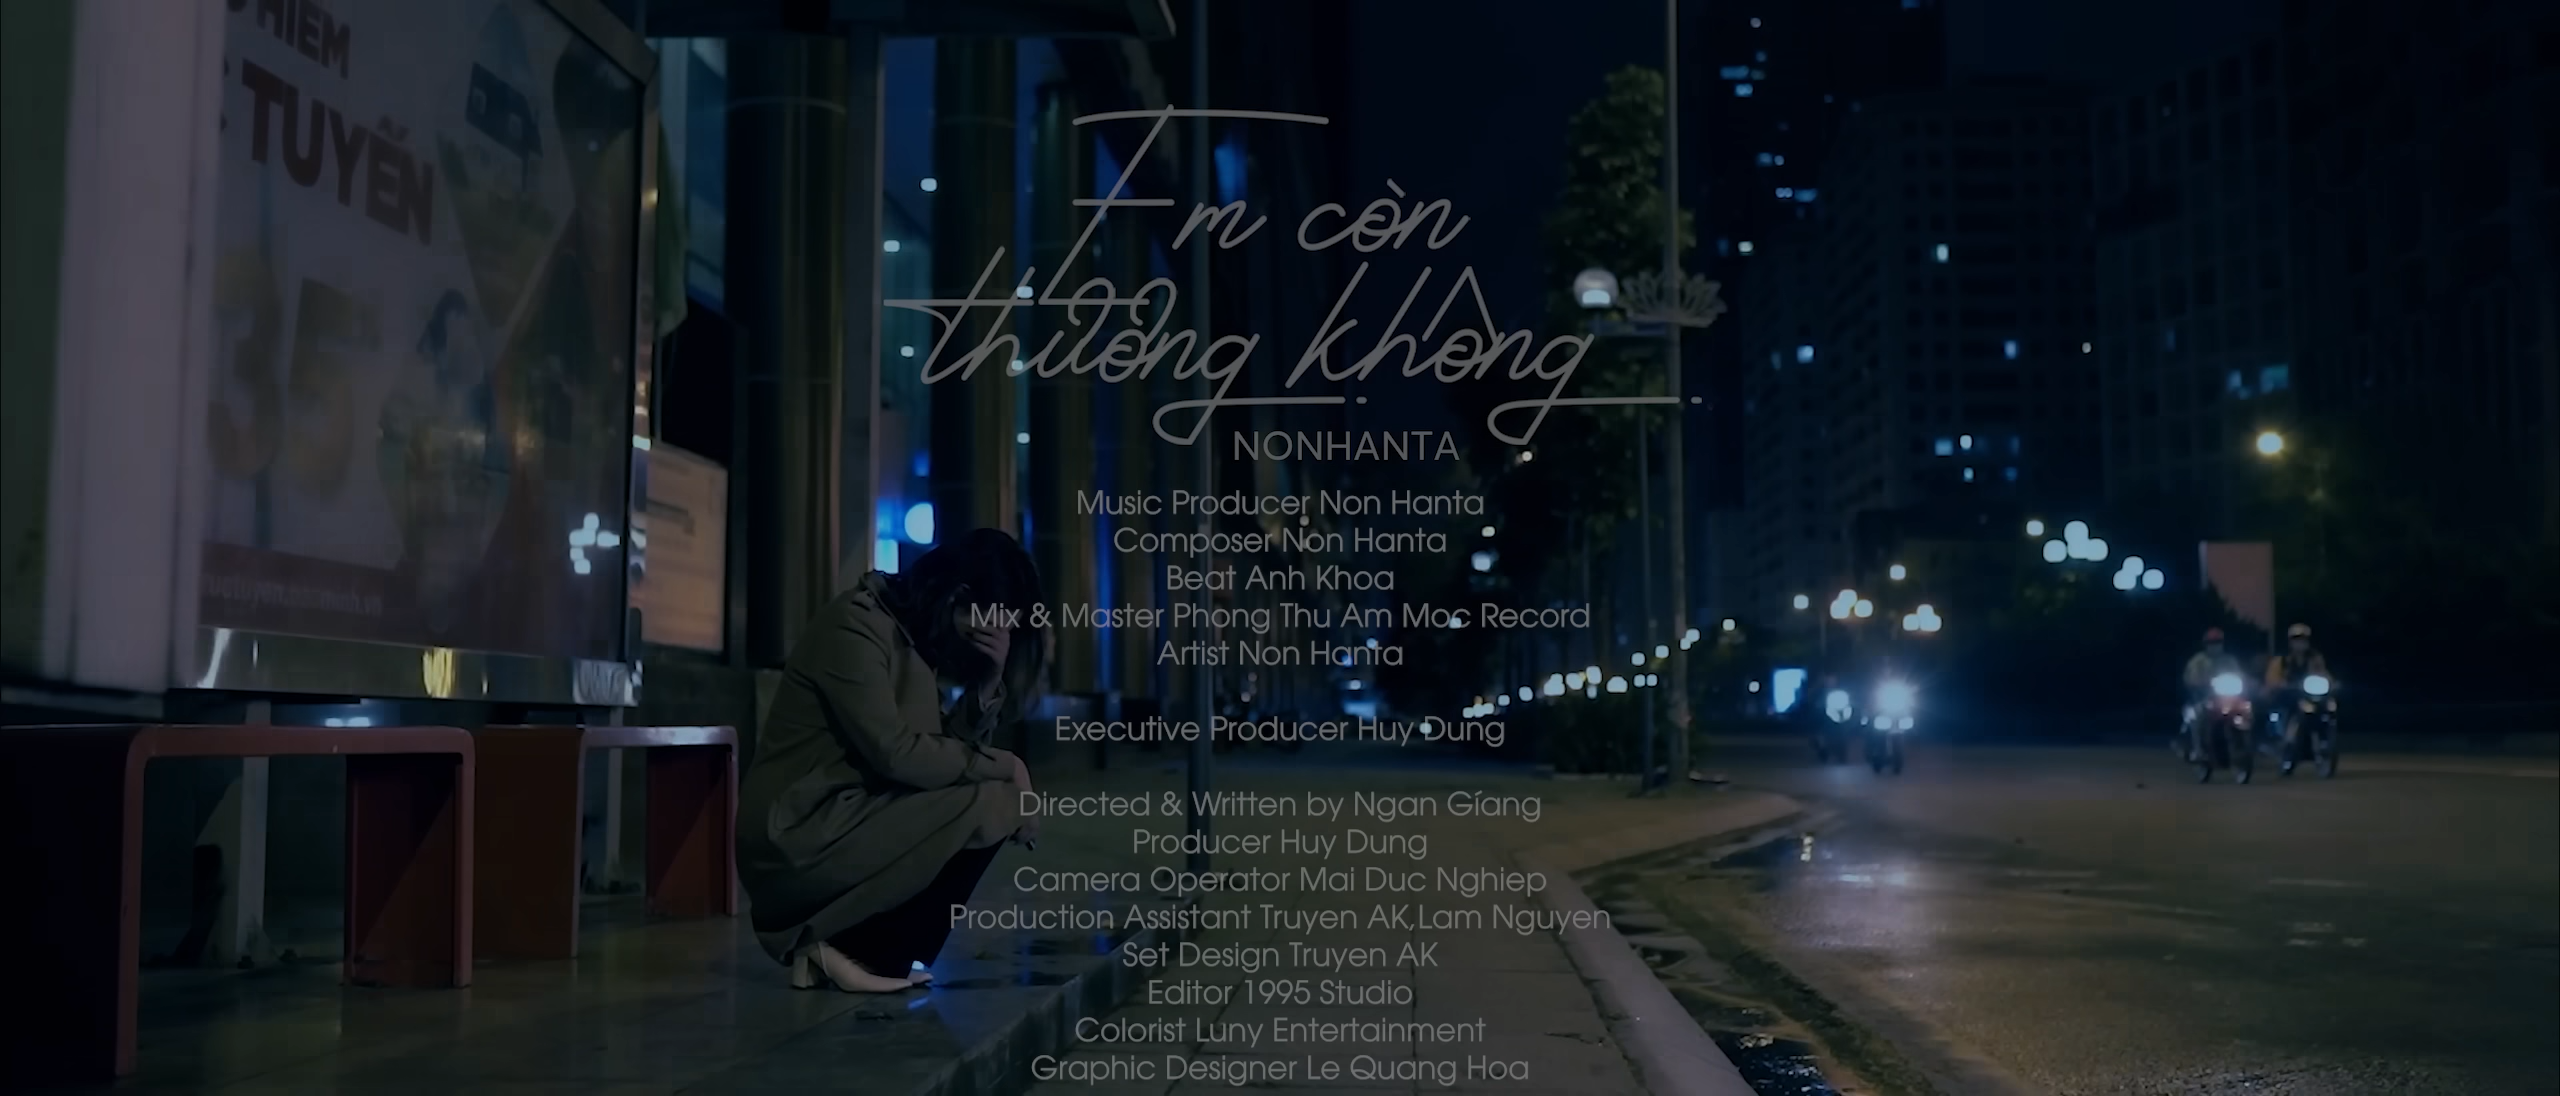 HIỂM
TUYẾN
35
Em còn
thương không
NONHANTA
Music Producer Non Hanta
Composer Non Hanta
Beat Anh Khoa
Mix & Master Phong Thu Am Moc Record
Artist Non Hanta
Executive Producer Huy Dung
Directed & Written by Ngan Gíang
Producer Huy Dung
Camera Operator Mai Duc Nghiep
Production Assistant Truyen AK,Lam Nguyen
Set Design Truyen AK
Editor 1995 Studio
Colorist Luny Entertainment
Graphic Designer Le Quang Hoa